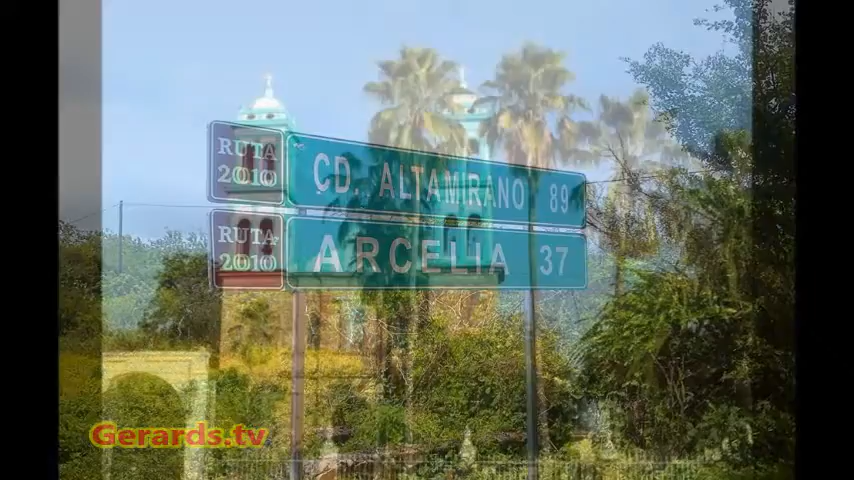 RUTA
2010
CD. ALTAMIRANO 89
RUTA
2010
ARCELIA 37
Gerards.tv